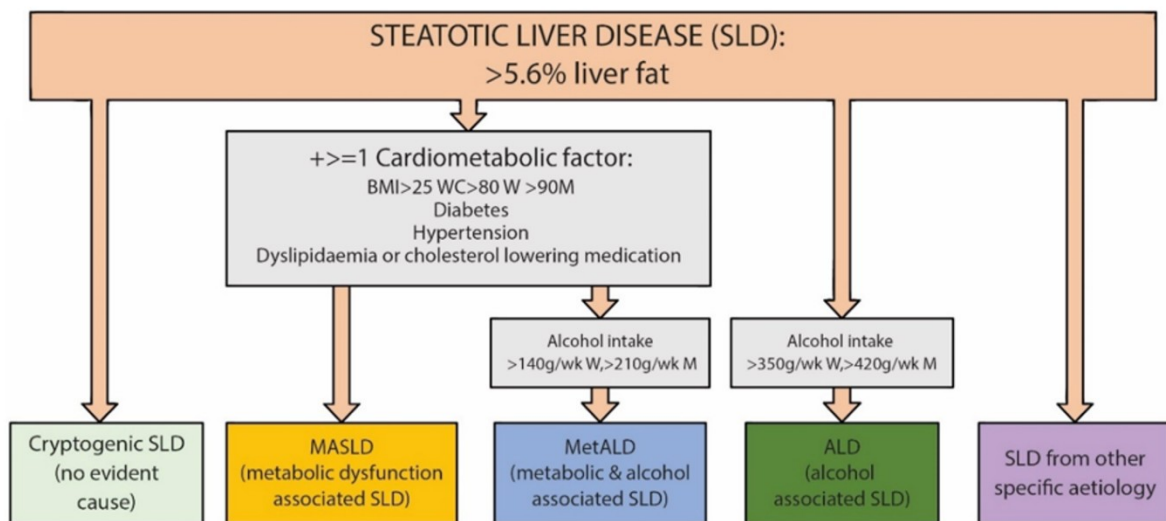 STEATOTIC LIVER DISEASE (SLD):
>5.6% liver fat
+>=1 Cardiometabolic factor:
BMI>25 WC>80 W >90M
Diabetes
Hypertension
Dyslipidaemia or cholesterol lowering medication
Alcohol intake
>140g/wk W,>210g/wk M
Alcohol intake
>350g/wk W,>420g/wk M
Cryptogenic SLD
(no evident
cause)
MASLD
(metabolic dysfunction
associated SLD)
MetALD
(metabolic & alcohol
associated SLD)
ALD
(alcohol
associated SLD)
SLD from other
specific aetiology